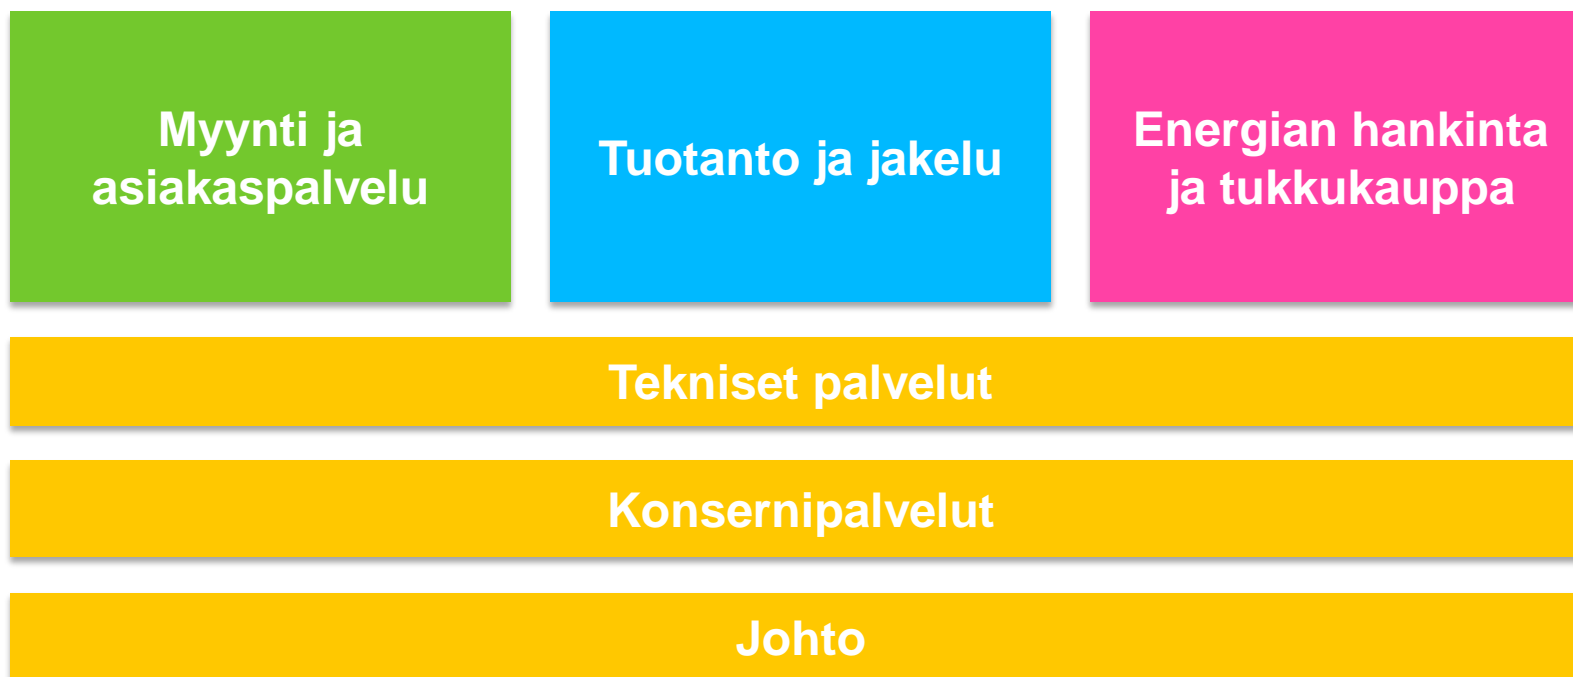 Myynti ja
asiakaspalvelu
Tuotanto ja jakelu
Energian hankinta
ja tukkukauppa
Tekniset palvelut
Konsernipalvelut
Johto